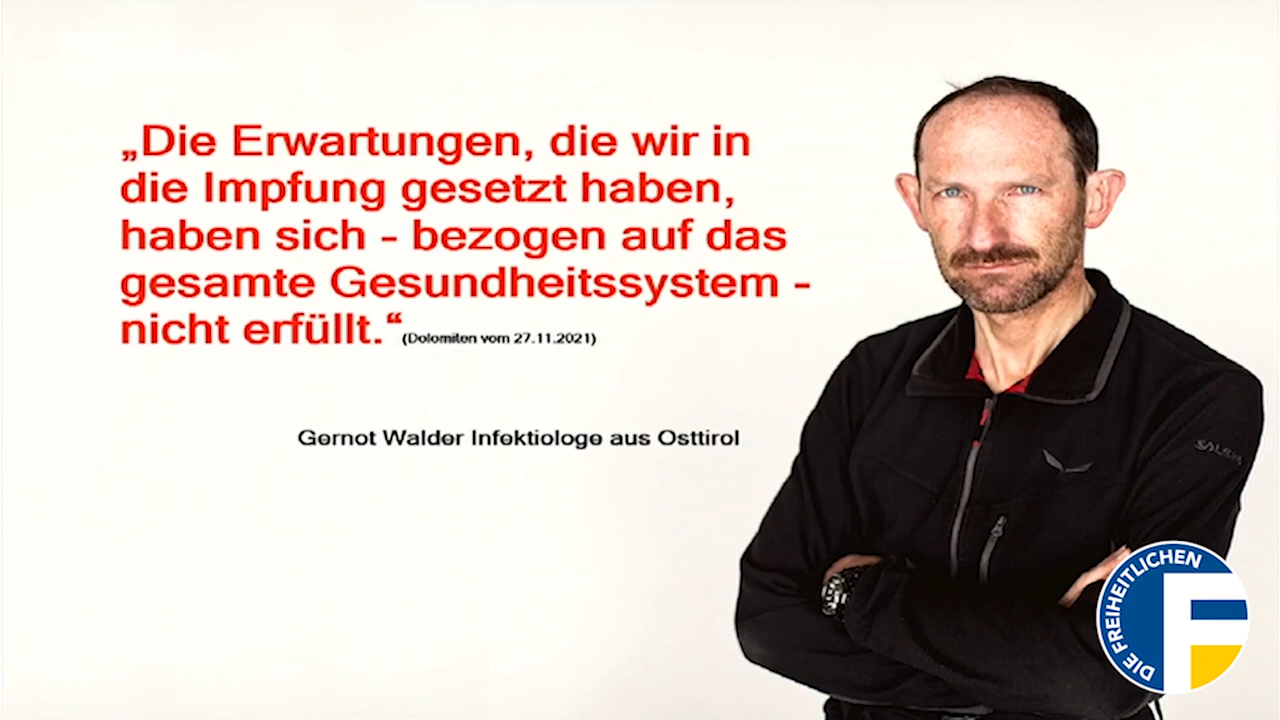 „Die Erwartungen, die wir in
die Impfung gesetzt haben,
haben sich - bezogen auf das
gesamte Gesundheitssystem -
nicht erfüllt.“ (Dolomiten vom 27.11.2021)
Gernot Walder Infektiologe aus Osttirol
SALEWA
DIE FREIHEITLICHEN
F